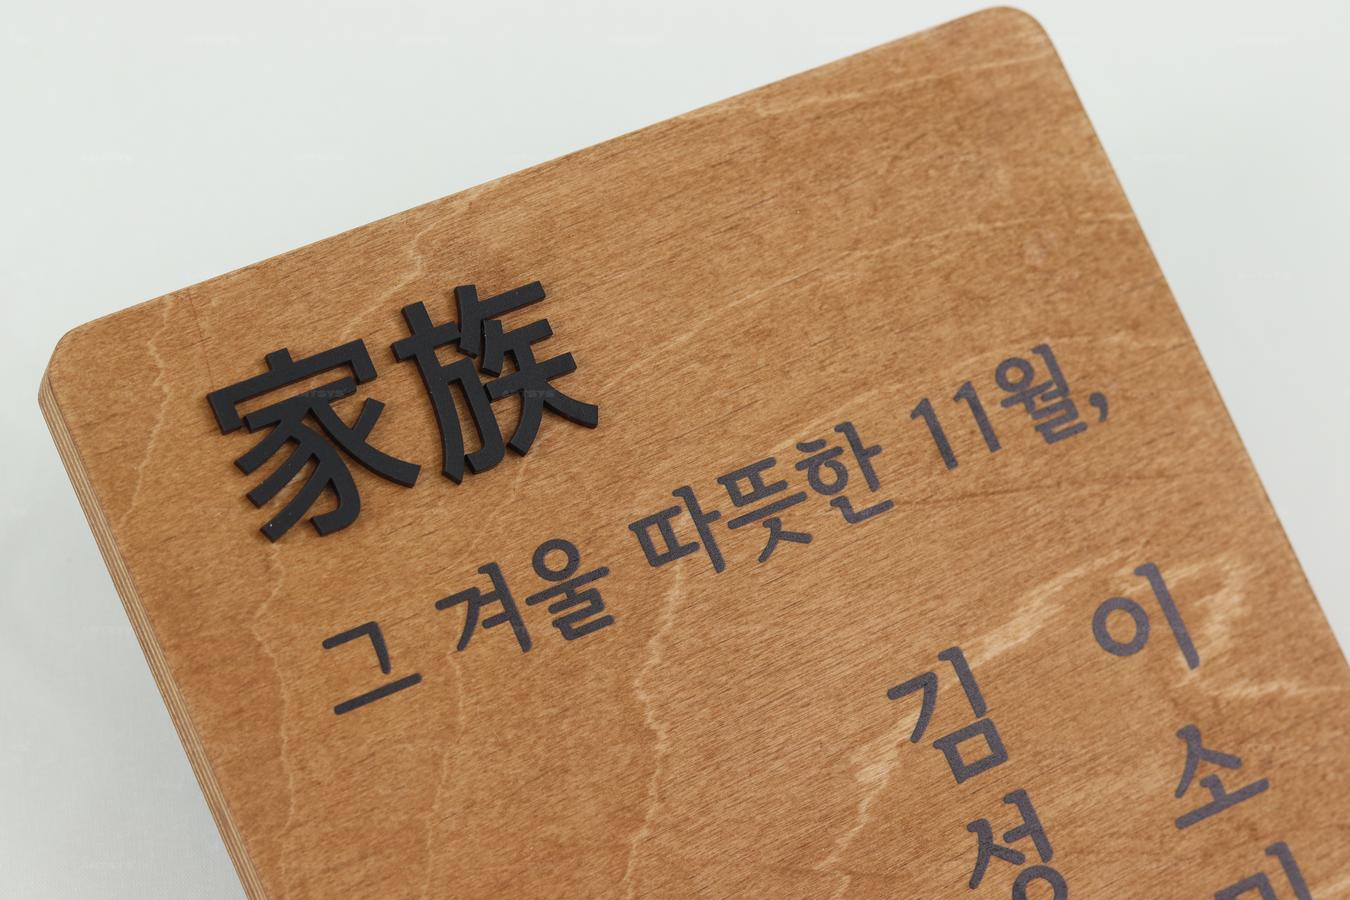 家族
그 겨울 따뜻한 11월,
김성
이소